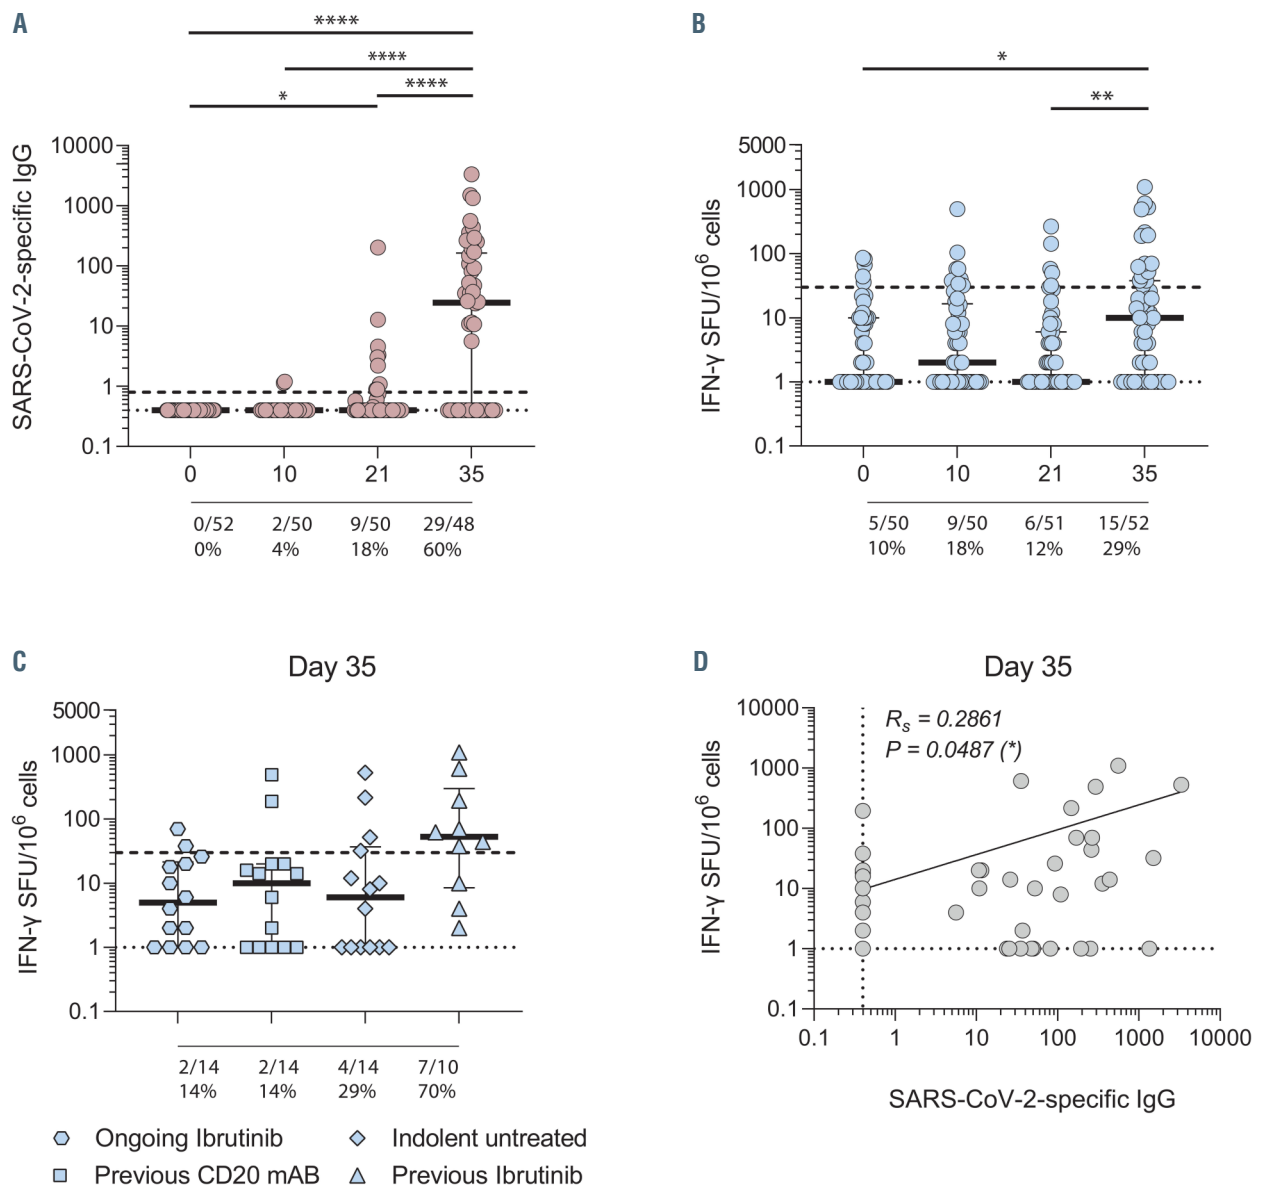 A
****
****
****
*
SARS-CoV-2-specific IgG
10000
1000
100
10
1
0.1
0 10 21 35
0/52 2/50 9/50 29/48
0% 4% 18% 60%
B
*
**
IFN-γ SFU/10⁶ cells
5000
1000
100
10
1
0.1
0 10 21 35
5/50 9/50 6/51 15/52
10% 18% 12% 29%
C
Day 35
IFN-γ SFU/10⁶ cells
5000
1000
100
10
1
0.1
2/14 2/14 4/14 7/10
14% 14% 29% 70%
Ongoing Ibrutinib Indolent untreated
Previous CD20 mAB Previous Ibrutinib
D
Day 35
Rs = 0.2861
P = 0.0487 (*)
IFN-γ SFU/10⁶ cells
10000
1000
100
10
1
0.1
0.1 1 10 100 1000 10000
SARS-CoV-2-specific IgG